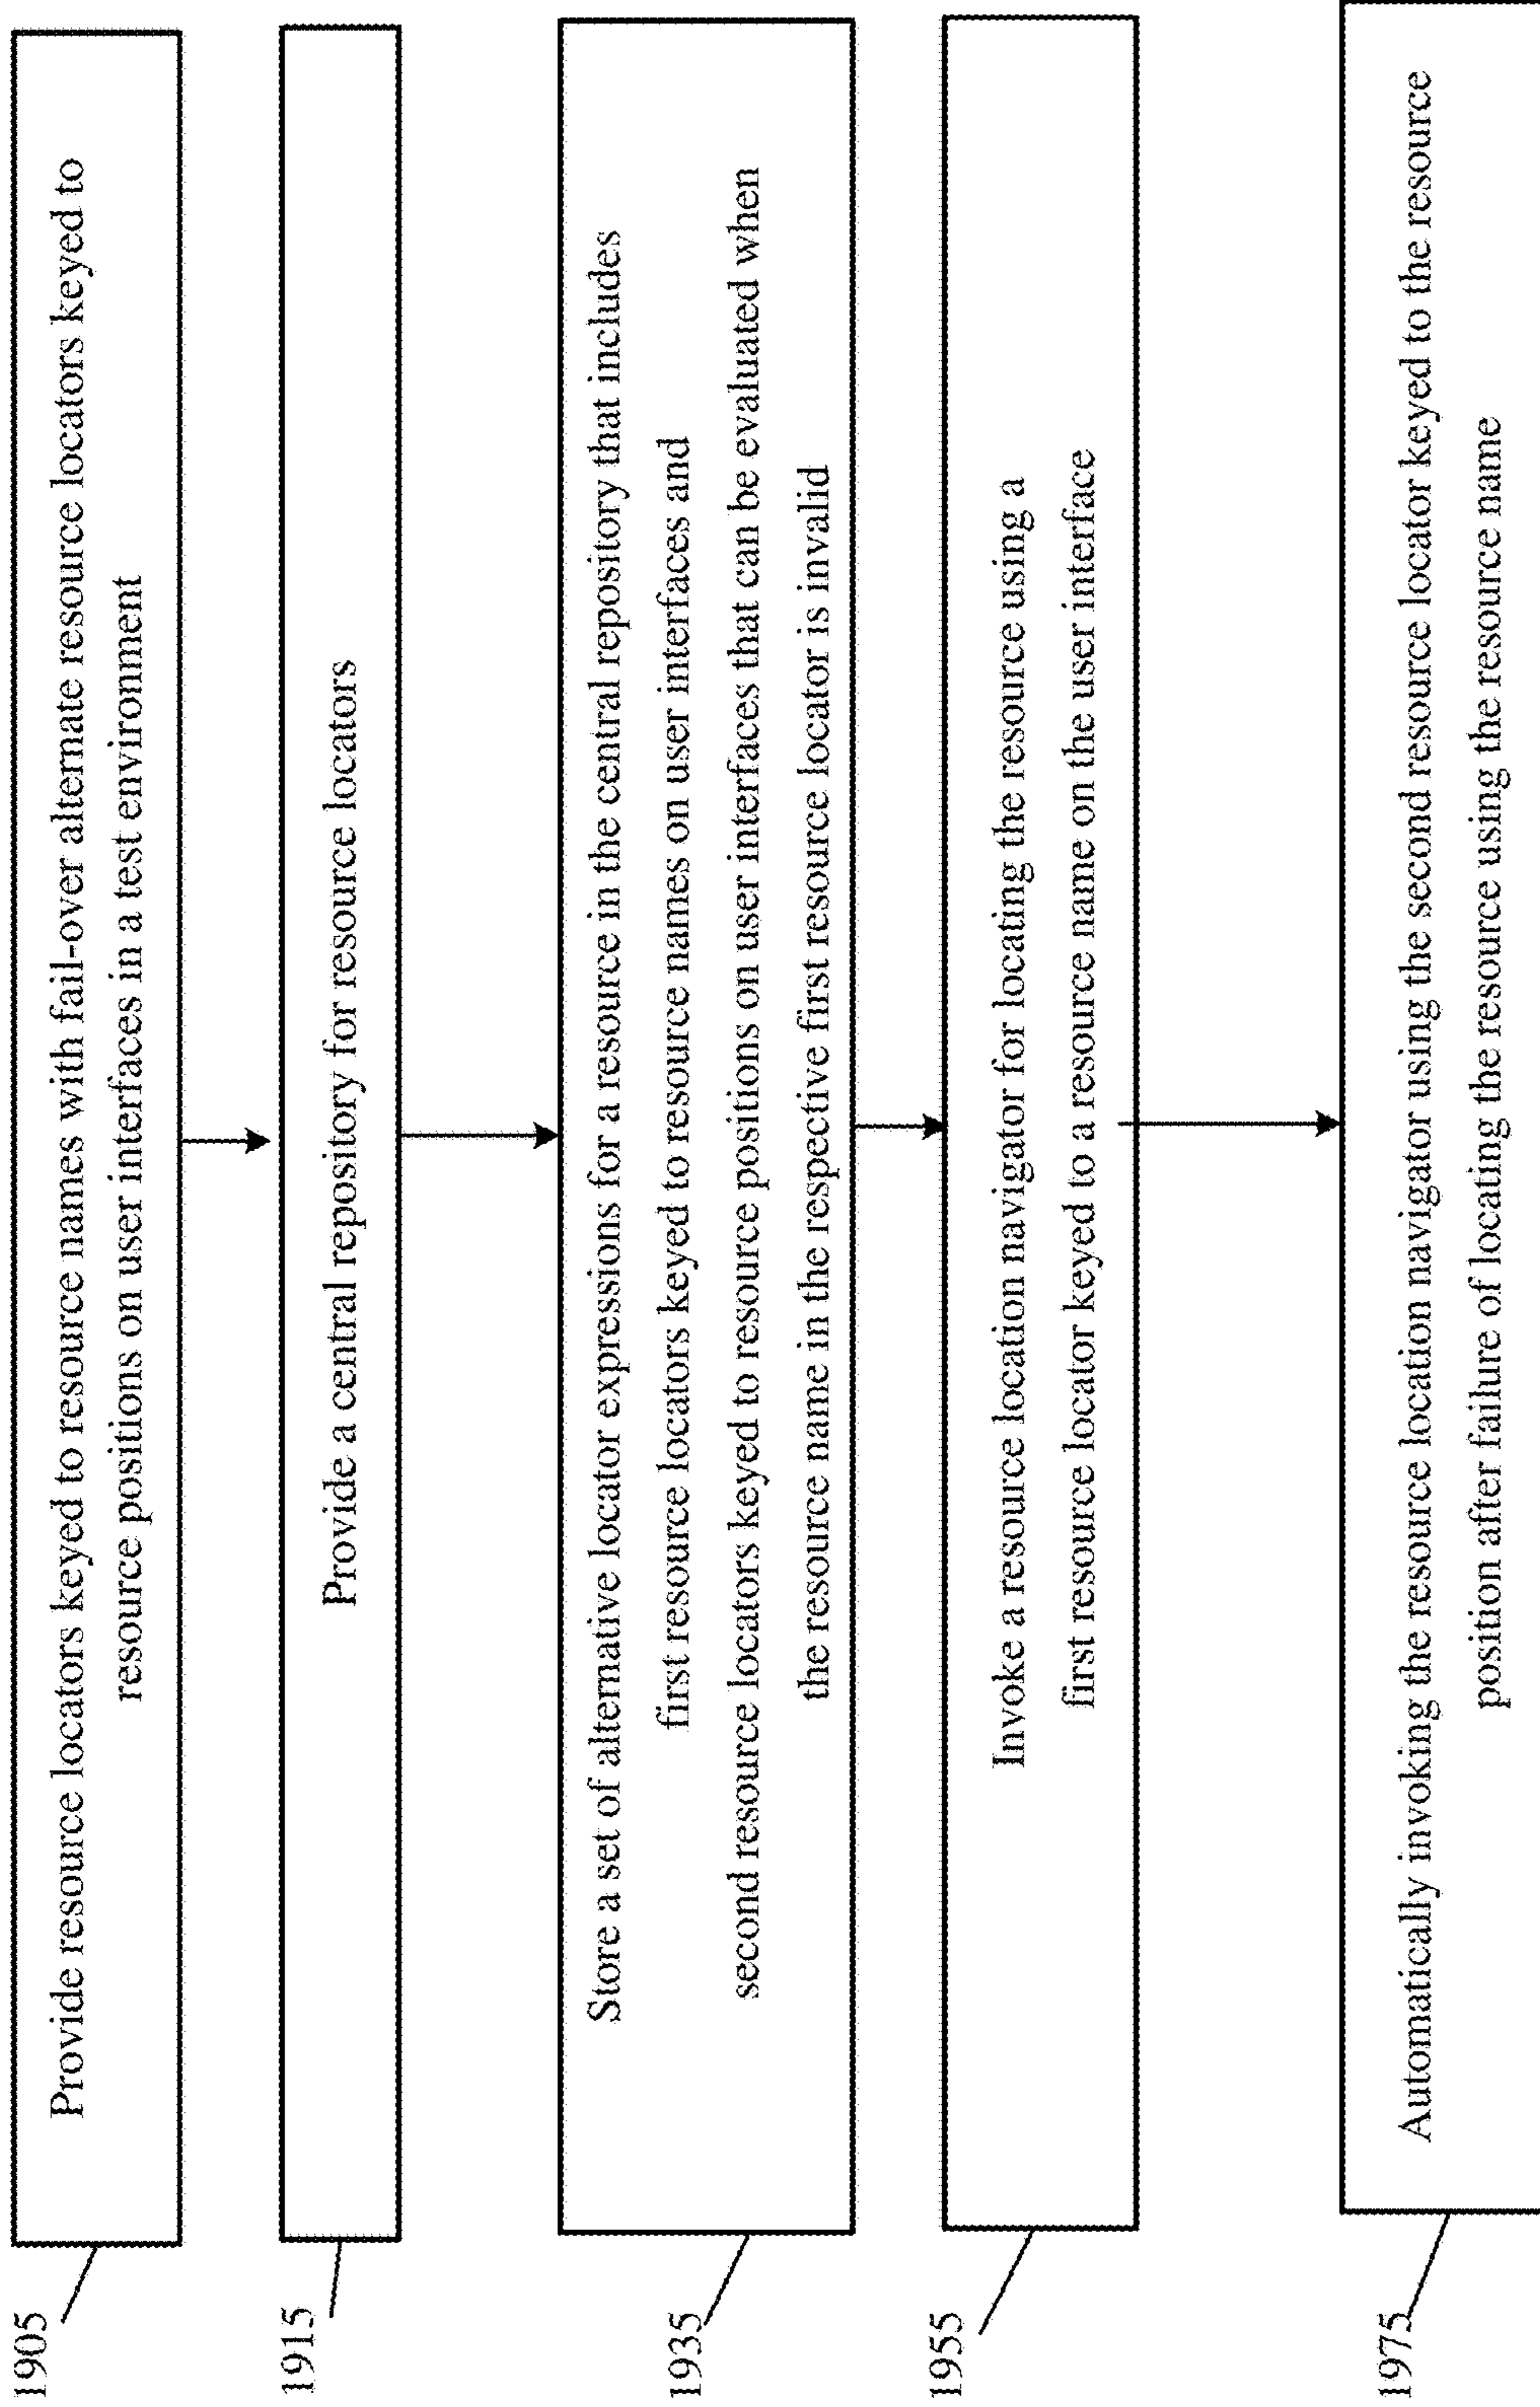 1905
Provide resource locators keyed to resource names with fail-over alternate resource locators keyed to
resource positions on user interfaces in a test environment
1915
Provide a central repository for resource locators
1935
Store a set of alternative locator expressions for a resource in the central repository that includes
first resource locators keyed to resource names on user interfaces and
second resource locators keyed to resource positions on user interfaces that can be evaluated when
the resource name in the respective first resource locator is invalid
1955
Invoke a resource location navigator for locating the resource using a
first resource locator keyed to a resource name on the user interface
1975
Automatically invoking the resource location navigator using the second resource locator keyed to the resource
position after failure of locating the resource using the resource name